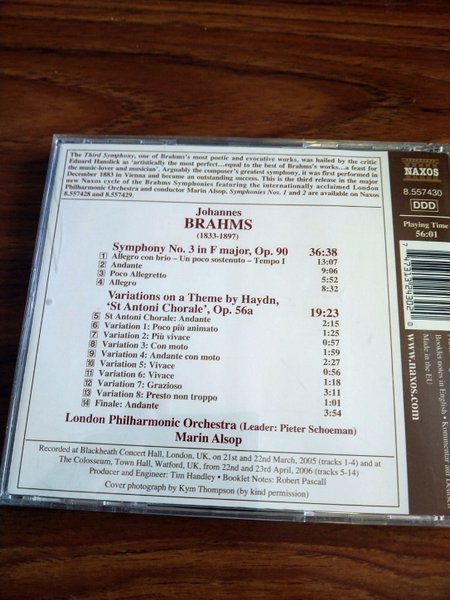 The Third Symphony, one of Brahms's most poetic and evocative works, was hailed by the critic
Eduard Hanslick as 'artistically the most perfect…equal to the best of Brahms's works…a feast for
the music-lover and musician'. Arguably the composer's greatest symphony, it was first performed in
December 1883 in Vienna and became an outstanding success. This is the third release in the major
new Naxos cycle of the Brahms Symphonies featuring the internationally acclaimed London
Philharmonic Orchestra and conductor Marin Alsop. Symphonies Nos. 1 and 2 are available on Naxos
8.557428 and 8.557429.
Johannes
BRAHMS
(1833-1897)
Symphony No. 3 in F major, Op. 90 36:38
1 Allegro con brio – Un poco sostenuto – Tempo I 13:07
2 Andante 9:06
3 Poco Allegretto 5:52
4 Allegro 8:32
Variations on a Theme by Haydn,
'St Antoni Chorale', Op. 56a 19:23
5 St Antoni Chorale: Andante 2:15
6 Variation 1: Poco più animato 1:25
7 Variation 2: Più vivace 0:57
8 Variation 3: Con moto 1:59
9 Variation 4: Andante con moto 2:27
10 Variation 5: Vivace 0:56
11 Variation 6: Vivace 1:18
12 Variation 7: Grazioso 3:11
13 Variation 8: Presto non troppo 1:01
14 Finale: Andante 3:54
London Philharmonic Orchestra (Leader: Pieter Schoeman)
Marin Alsop
Recorded at Blackheath Concert Hall, London, UK, on 21st and 22nd March, 2005 (tracks 1-4) and at
The Colosseum, Town Hall, Watford, UK, from 22nd and 23rd April, 2006 (tracks 5-14)
Producer and Engineer: Tim Handley • Booklet Notes: Robert Pascall
Cover photograph by Kym Thompson (by kind permission)
NAXOS
8.557430
DDD
Playing Time
56:01
7 47313 24302 0
www.naxos.com
Made in the EU
Booklet notes in English • Kommentar auf